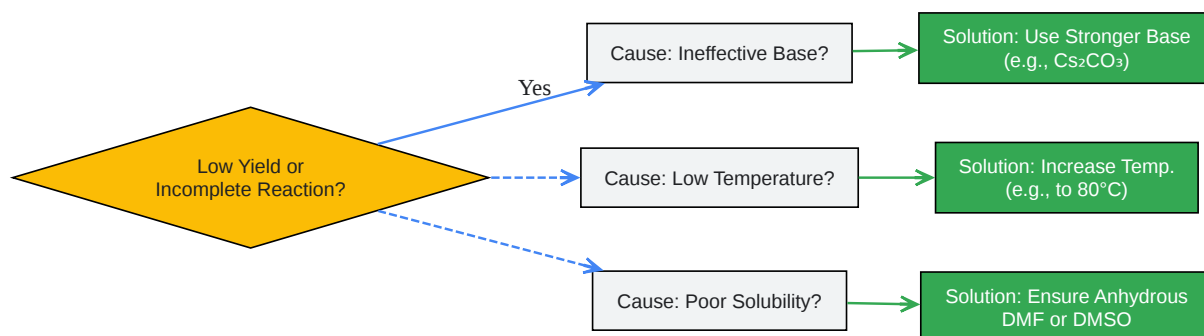 Low Yield or
Incomplete Reaction?
Yes
Cause: Ineffective Base?
Solution: Use Stronger Base
(e.g., Cs₂CO₃)
Cause: Low Temperature?
Solution: Increase Temp.
(e.g., to 80°C)
Cause: Poor Solubility?
Solution: Ensure Anhydrous
DMF or DMSO